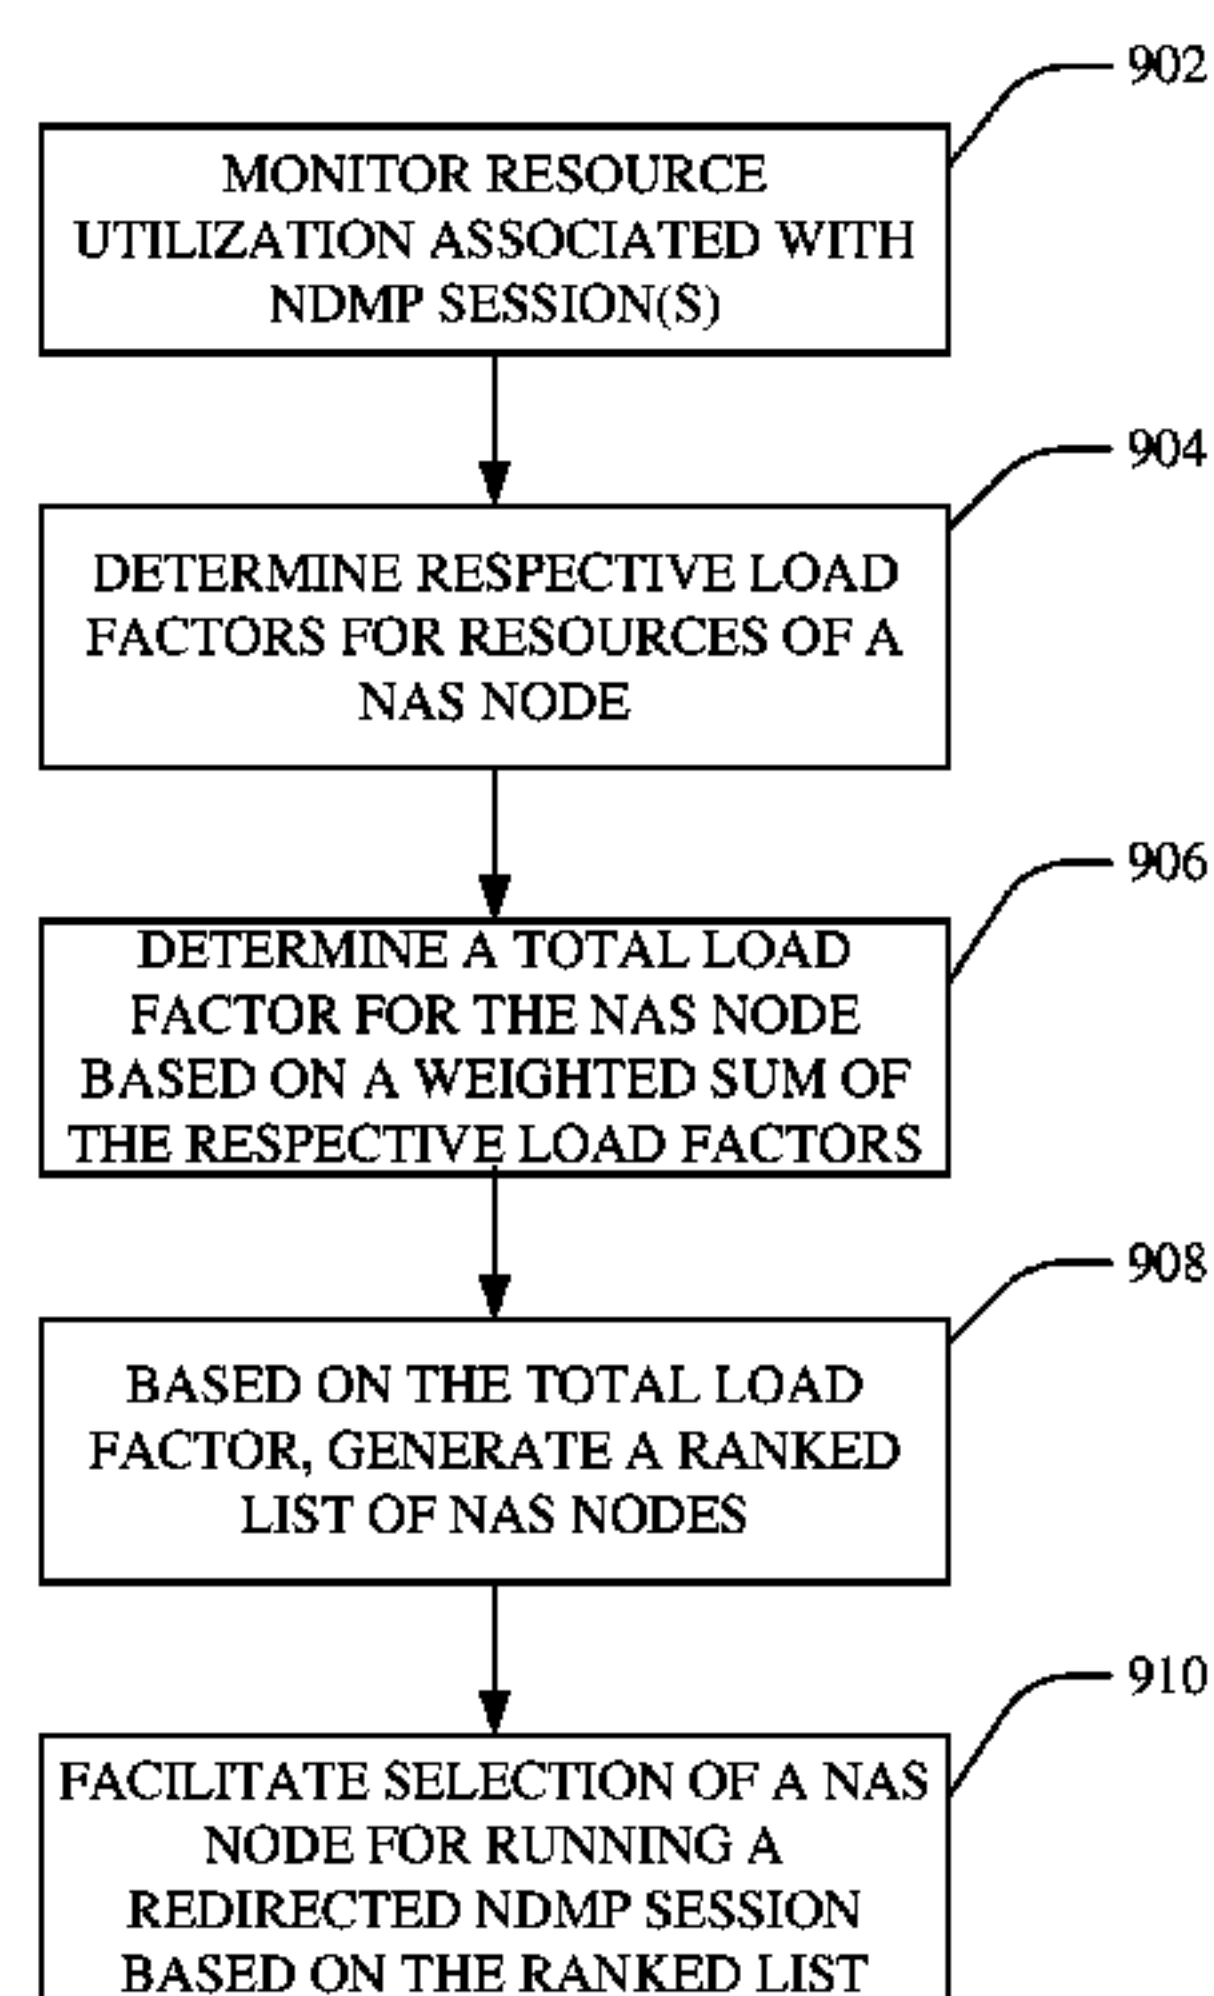 902
MONITOR RESOURCE
UTILIZATION ASSOCIATED WITH
NDMP SESSION(S)
904
DETERMINE RESPECTIVE LOAD
FACTORS FOR RESOURCES OF A
NAS NODE
906
DETERMINE A TOTAL LOAD
FACTOR FOR THE NAS NODE
BASED ON A WEIGHTED SUM OF
THE RESPECTIVE LOAD FACTORS
908
BASED ON THE TOTAL LOAD
FACTOR, GENERATE A RANKED
LIST OF NAS NODES
910
FACILITATE SELECTION OF A NAS
NODE FOR RUNNING A
REDIRECTED NDMP SESSION
BASED ON THE RANKED LIST